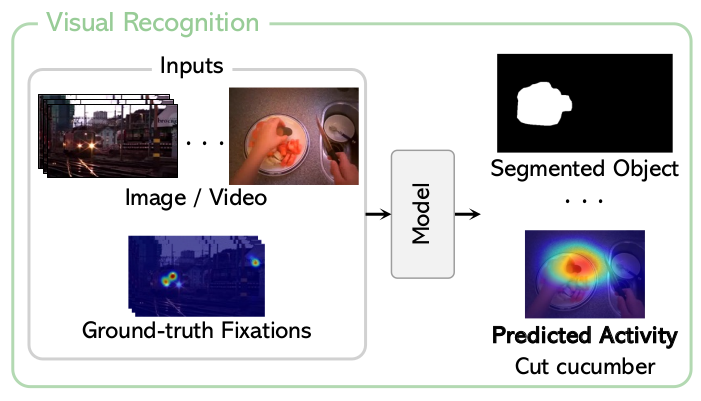 Visual Recognition
Inputs
Image / Video
Ground-truth Fixations
Model
Segmented Object
Predicted Activity
Cut cucumber